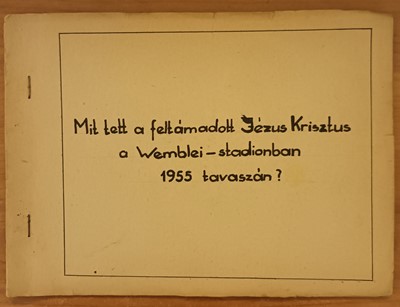 Mit tett a feltámadott Jézus Krisztus
a Wemblei-stadionban
1955 tavaszán?